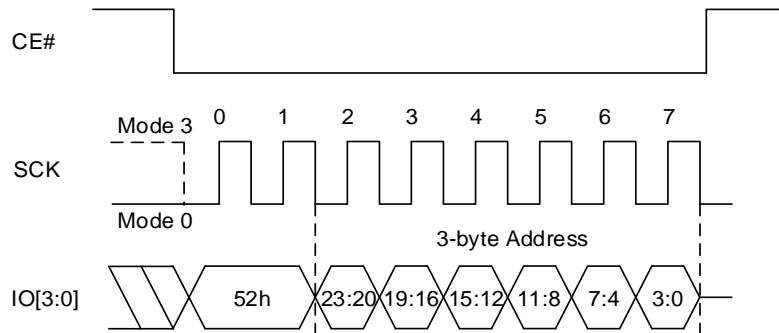 CE#
0 1 2 3 4 5 6 7
Mode 3
SCK
Mode 0
3-byte Address
IO[3:0]
52h 23:20 19:16 15:12 11:8 7:4 3:0